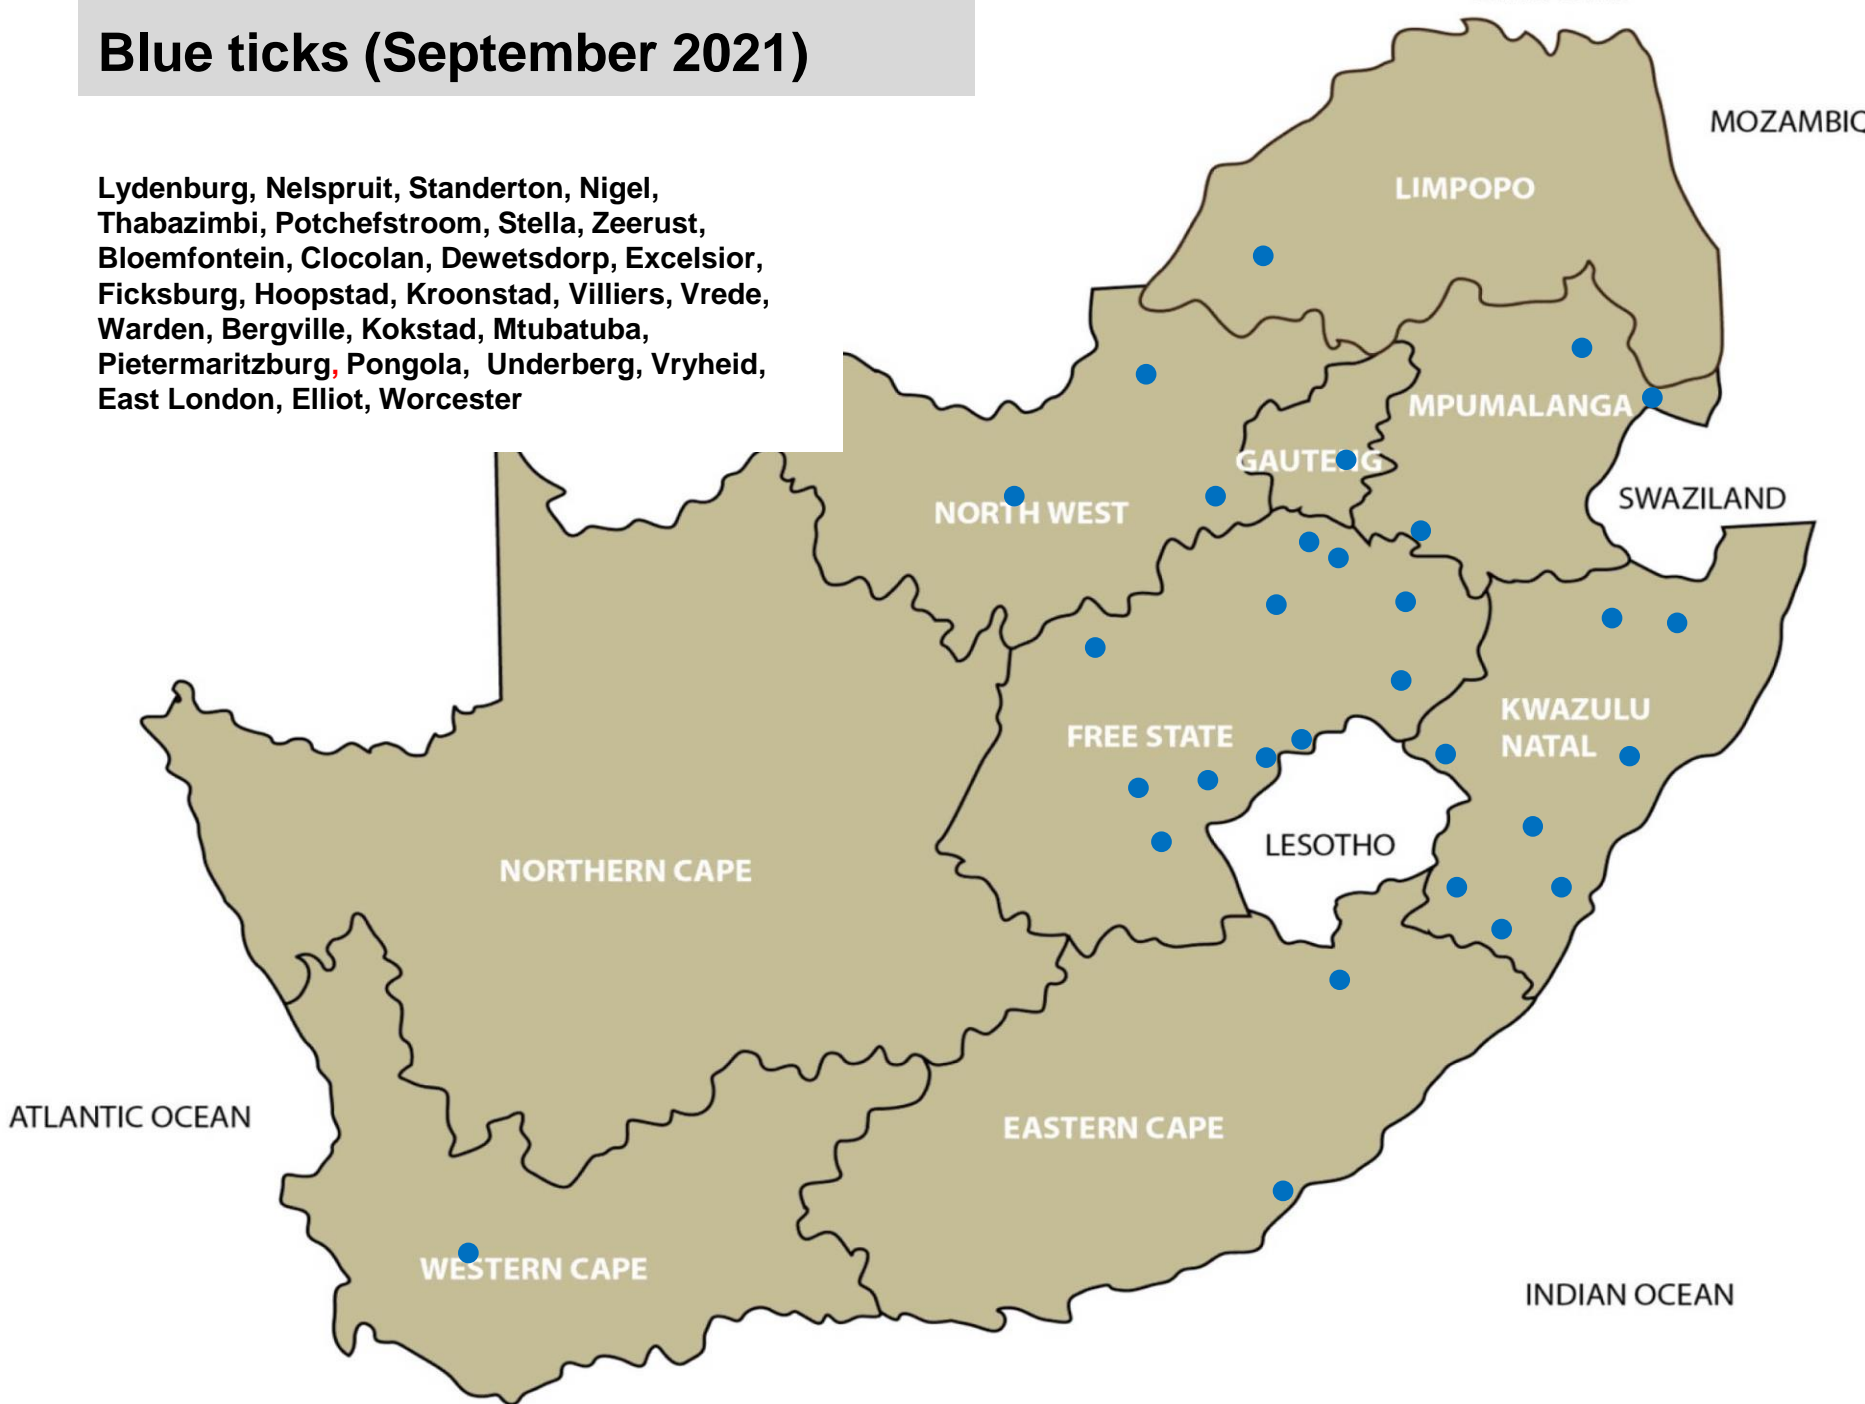 Blue ticks (September 2021)
Lydenburg, Nelspruit, Standerton, Nigel,
Thabazimbi, Potchefstroom, Stella, Zeerust,
Bloemfontein, Clocolan, Dewetsdorp, Excelsior,
Ficksburg, Hoopstad, Kroonstad, Villiers, Vrede,
Warden, Bergville, Kokstad, Mtubatuba,
Pietermaritzburg, Pongola, Underberg, Vryheid,
East London, Elliot, Worcester
MOZAMBIQ
LIMPOPO
MPUMALANGA
GAUTENG
SWAZILAND
NORTH WEST
KWAZULU
NATAL
FREE STATE
LESOTHO
NORTHERN CAPE
ATLANTIC OCEAN
EASTERN CAPE
WESTERN CAPE
INDIAN OCEAN